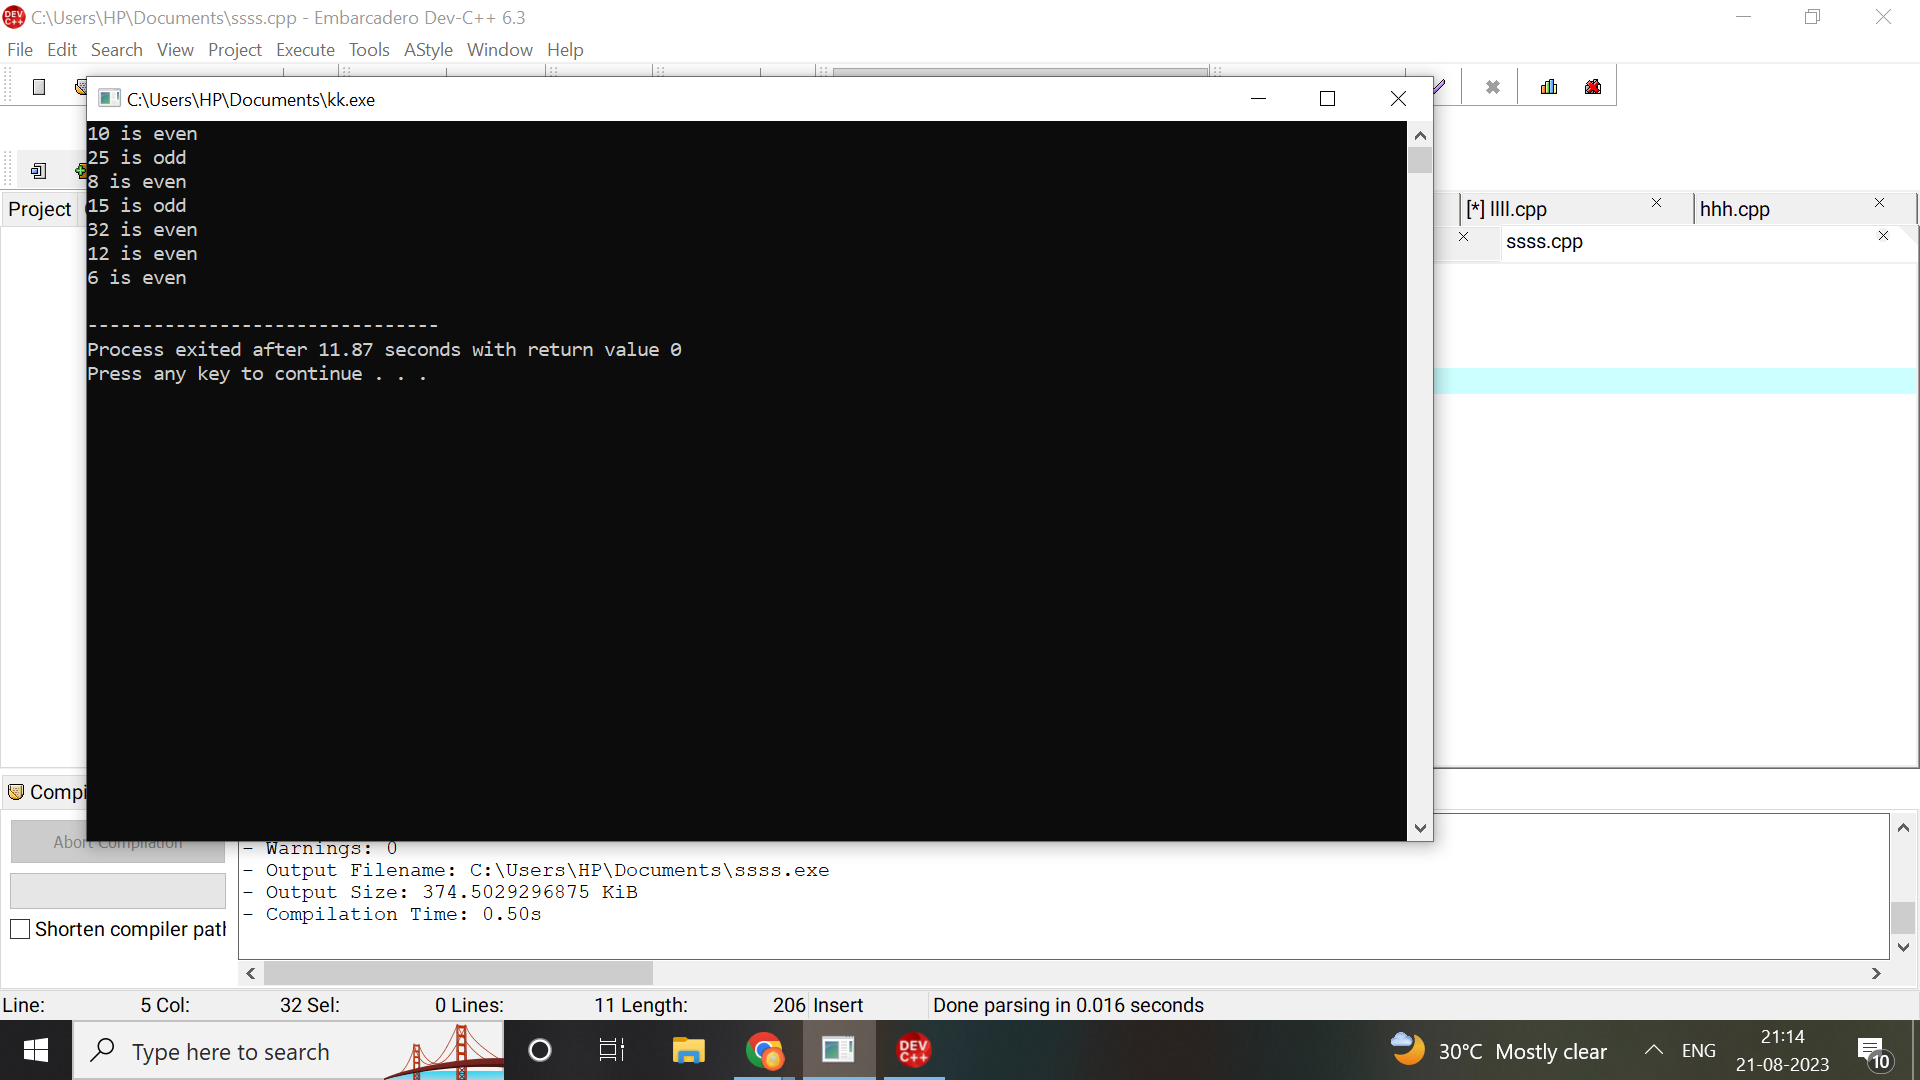 C:\Users\HP\Documents\ssss.cpp - Embarcadero Dev-C++ 6.3
File Edit Search View Project Execute Tools AStyle Window Help
C:\Users\HP\Documents\kk.exe
10 is even
25 is odd
8 is even
15 is odd
32 is even
12 is even
6 is even
--------------------------------
Process exited after 11.87 seconds with return value 0
Press any key to continue . . .
Project
[*] llll.cpp
hhh.cpp
ssss.cpp
Compi
Abort Compilation
Shorten compiler path
- Warnings: 0
- Output Filename: C:\Users\HP\Documents\ssss.exe
- Output Size: 374.5029296875 KiB
- Compilation Time: 0.50s
Line: 5 Col: 32 Sel: 0 Lines: 11 Length: 206 Insert Done parsing in 0.016 seconds
Type here to search
DEV C++
30°C Mostly clear
ENG
21:14
21-08-2023
10